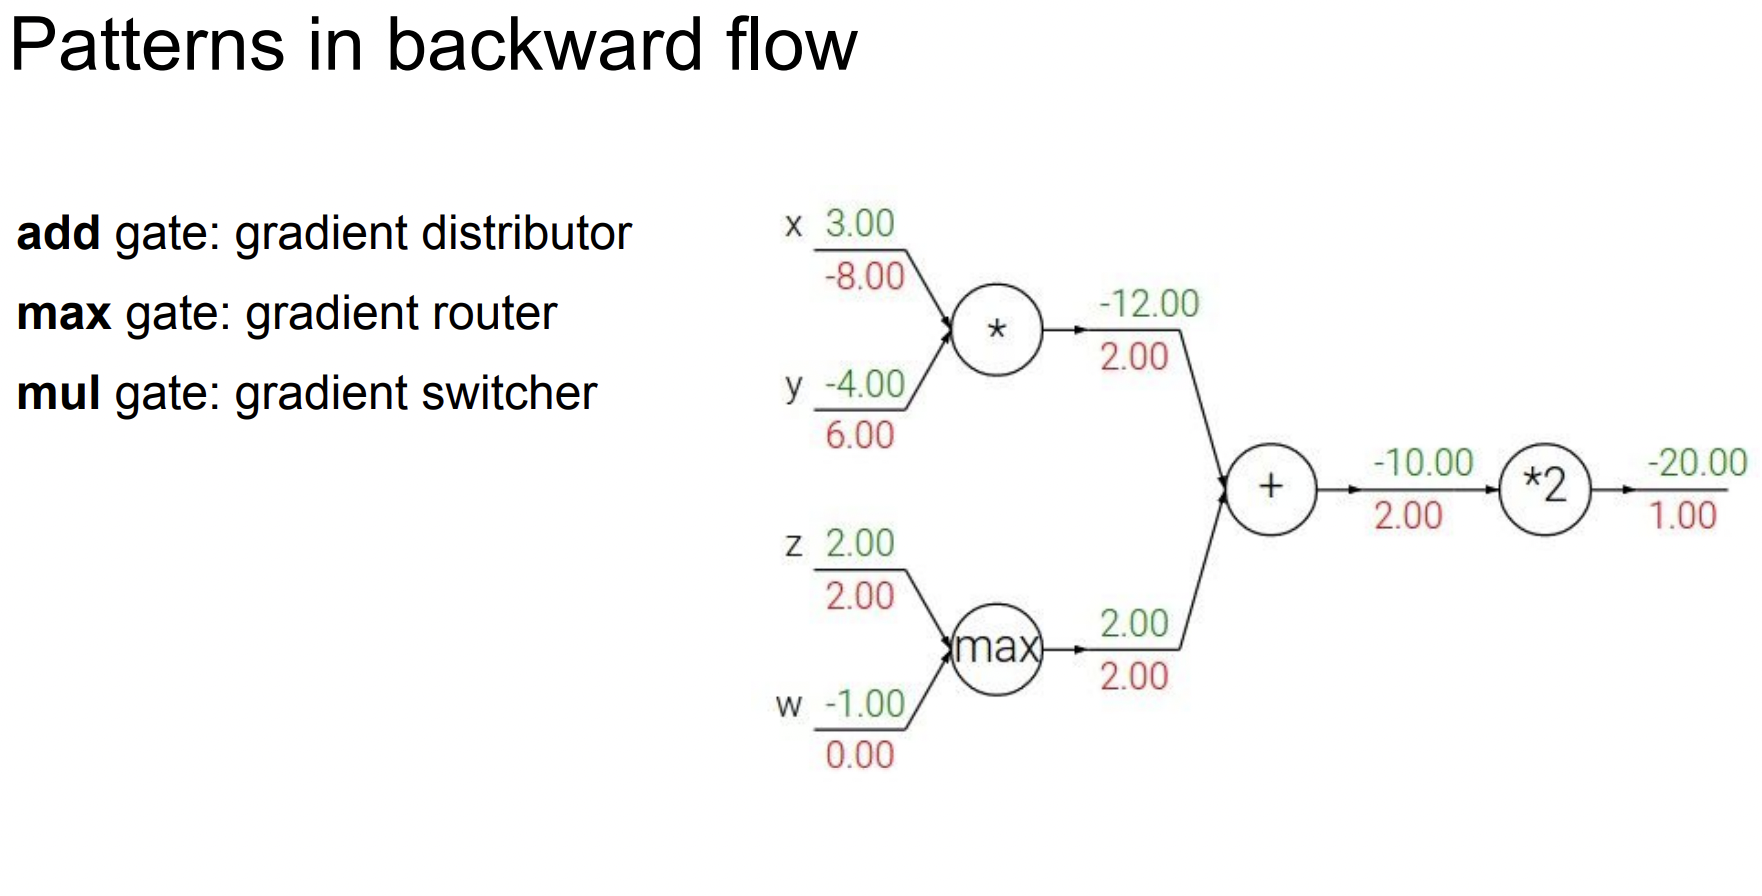 Patterns in backward flow
add gate: gradient distributor
max gate: gradient router
mul gate: gradient switcher
x 3.00
-8.00
y -4.00
6.00
*
-12.00
2.00
z 2.00
2.00
w -1.00
0.00
max
2.00
2.00
+
-10.00
2.00
*2
-20.00
1.00